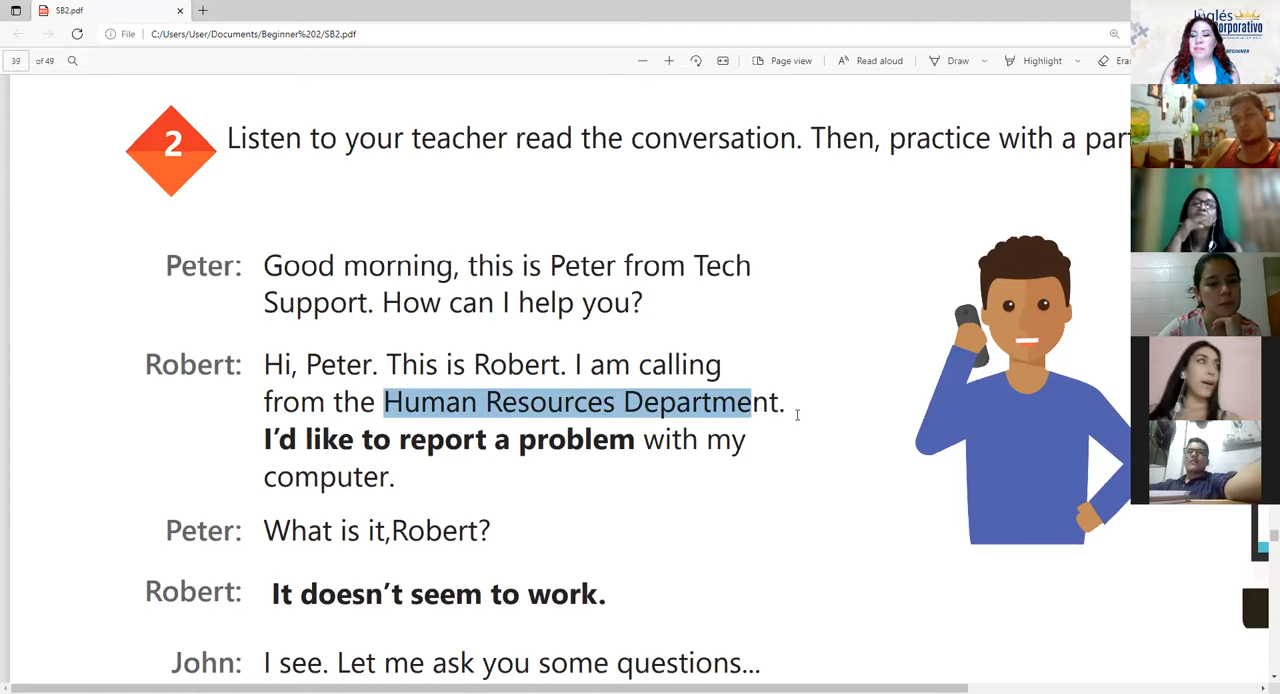 SB2.pdf
File
C:/Users/User/Documents/Beginner%202/SB2.pdf
39 of 49
Page view
Read aloud
Draw
Highlight
Eras
Inglés
Corporativo
BEGINNER
2
Listen to your teacher read the conversation. Then, practice with a par
Peter: Good morning, this is Peter from Tech
Support. How can I help you?
Robert: Hi, Peter. This is Robert. I am calling
from the Human Resources Department.
I'd like to report a problem with my
computer.
Peter: What is it,Robert?
Robert: It doesn't seem to work.
John: I see. Let me ask you some questions...